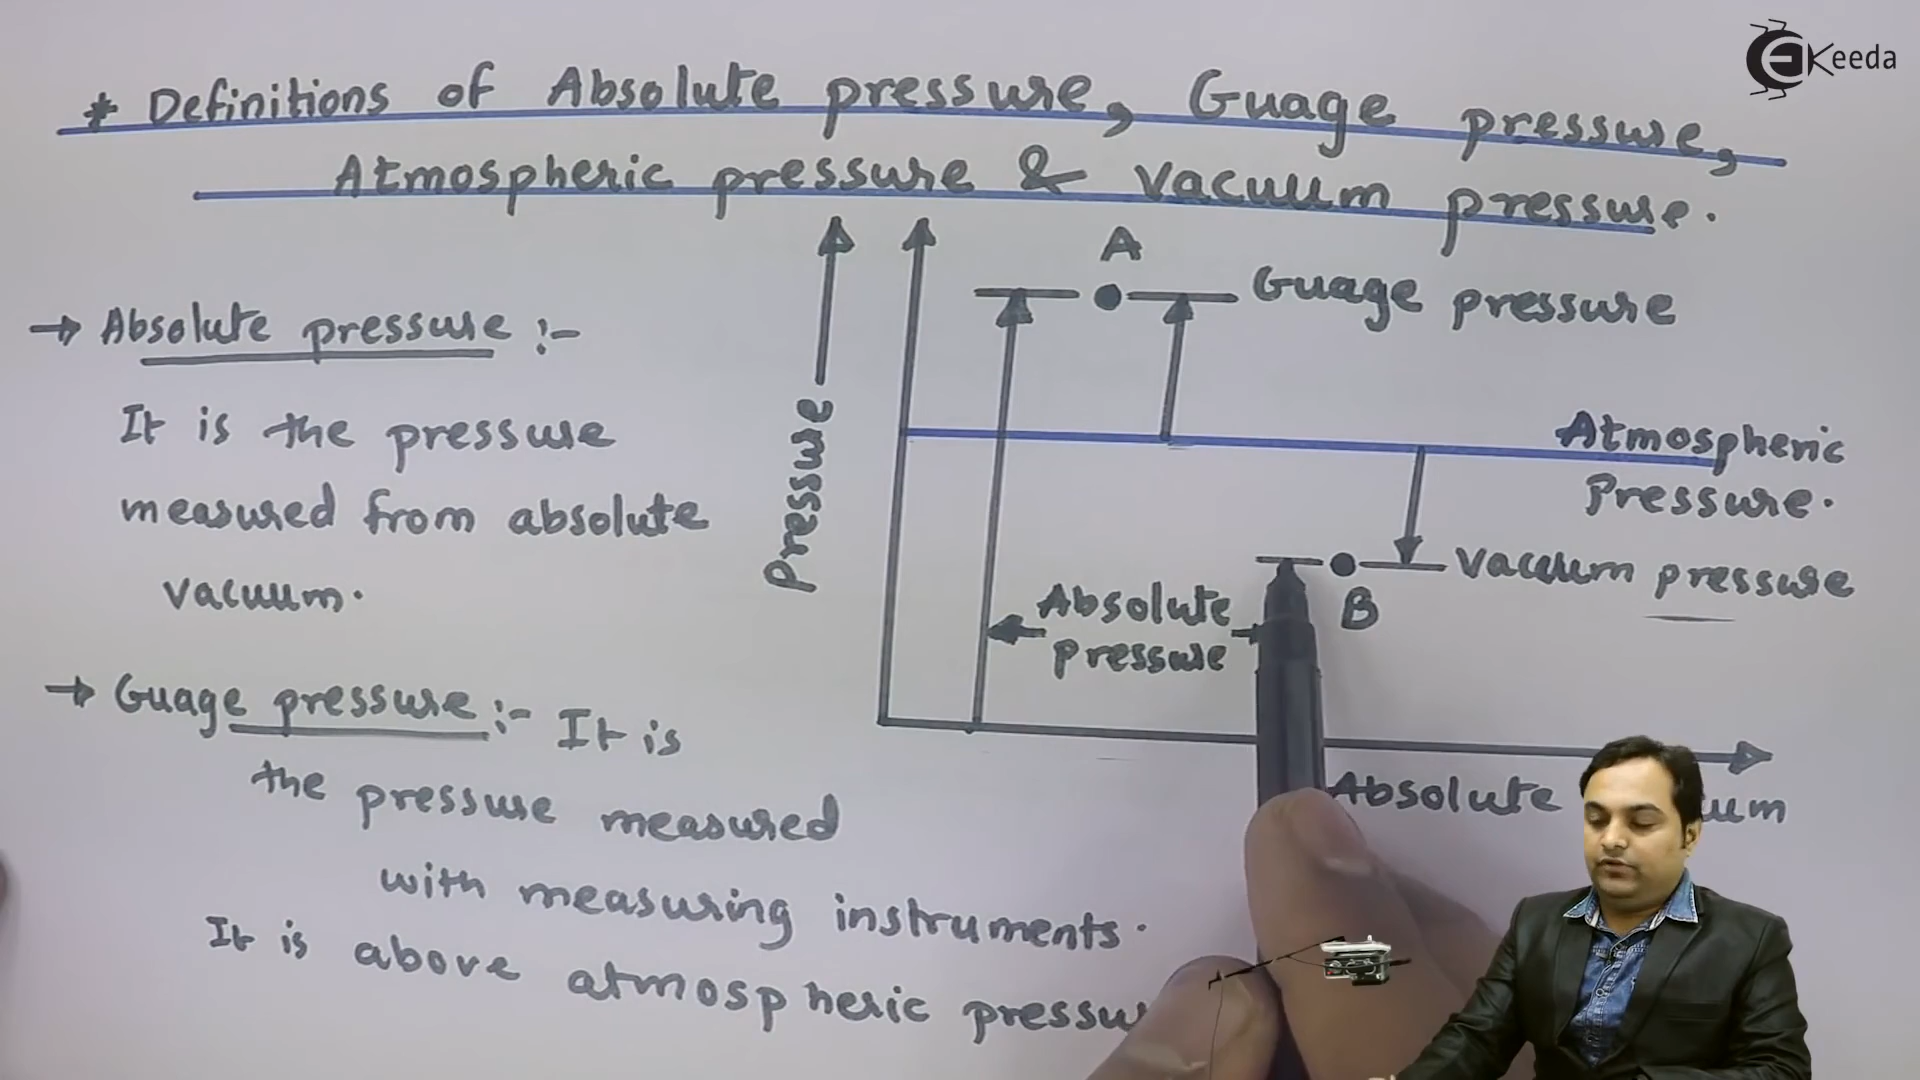 EKeeda
* Definitions of Absolute pressure, Guage pressure,
Atmospheric pressure & Vacuum pressure.
→ Absolute pressure :-
It is the pressure
measured from absolute
vacuum.
→ Guage pressure :- It is
the pressure measured
with measuring instruments.
It is above atmospheric
Pressure
A
Guage pressure
Atmospheric
Pressure.
Vacuum pressure
B
Absolute
Pressure
Absolute